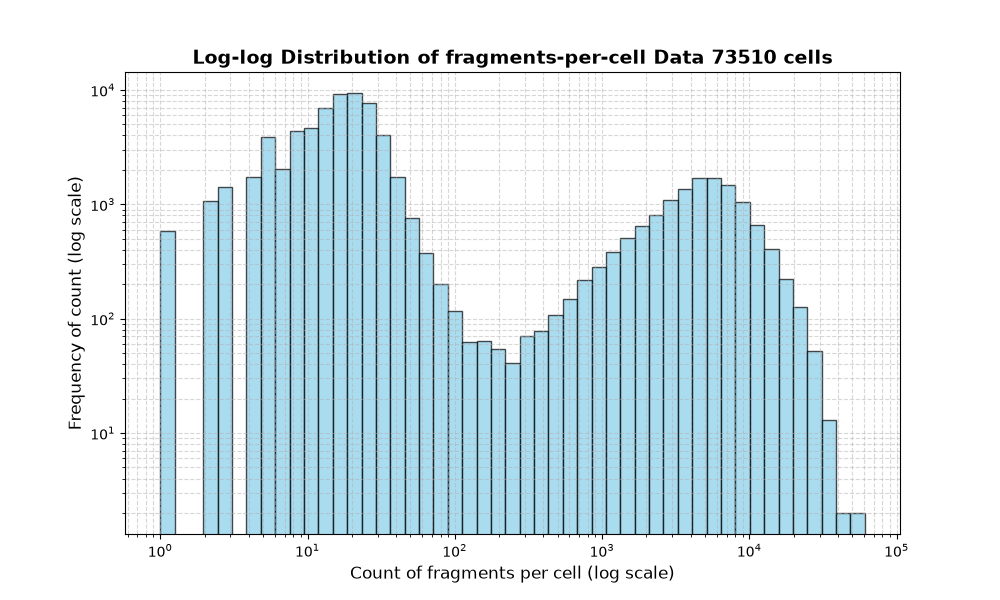 Log-log Distribution of fragments-per-cell Data 73510 cells
Frequency of count (log scale)
10⁴
10³
10²
10¹
10⁰ 10¹ 10² 10³ 10⁴ 10⁵
Count of fragments per cell (log scale)